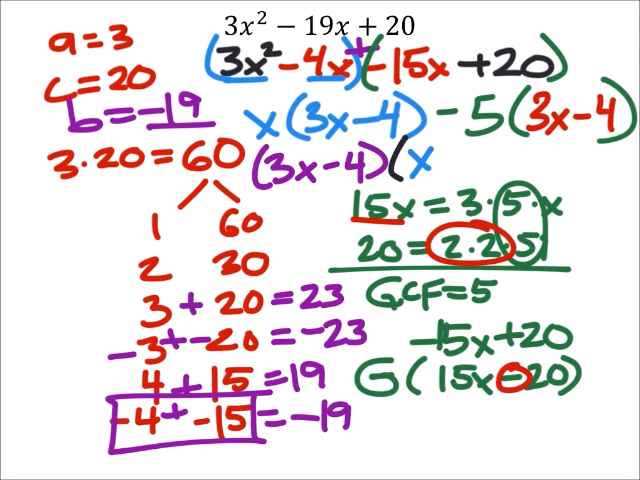 3x² − 19x + 20
a = 3
(3x² - 4x) + (-15x + 20)
c = 20
b = -19
x(3x - 4) - 5(3x - 4)
3 · 20 = 60
(3x - 4)(x
1 60
15x = 3 · 5 · x
2 30
20 = 2 · 2 · 5
3 + 20 = 23
GCF = 5
-3 + -20 = -23
-15x + 20
4 + 15 = 19
G(15x - 20)
-4 + -15 = -19